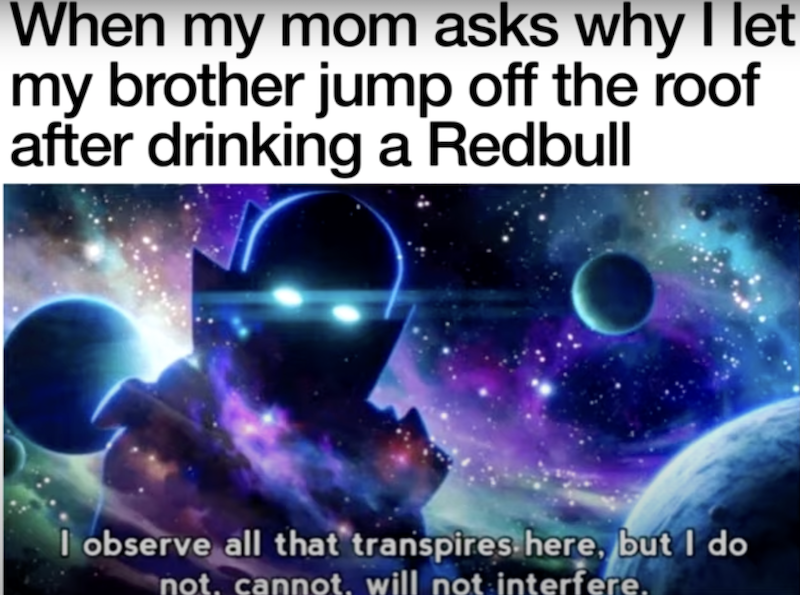 When my mom asks why I let
my brother jump off the roof
after drinking a Redbull
I observe all that transpires here, but I do
not, cannot, will not interfere.